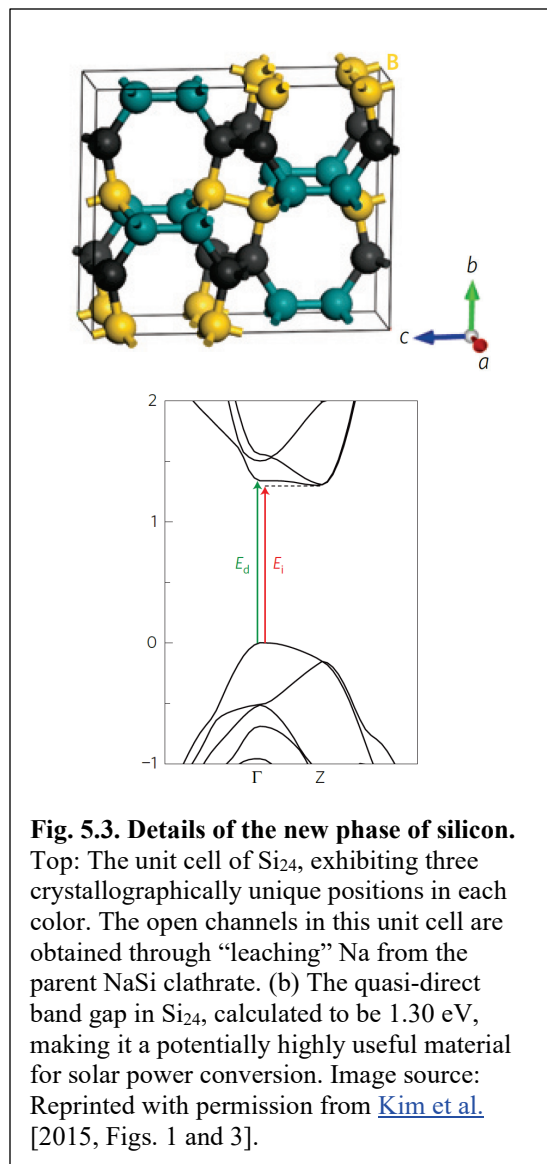 B
b
c
a
2
1
E_d
E_i
0
−1
Γ
Z
Fig. 5.3. Details of the new phase of silicon.
Top: The unit cell of Si₂₄, exhibiting three
crystallographically unique positions in each
color. The open channels in this unit cell are
obtained through “leaching” Na from the
parent NaSi clathrate. (b) The quasi-direct
band gap in Si₂₄, calculated to be 1.30 eV,
making it a potentially highly useful material
for solar power conversion. Image source:
Reprinted with permission from Kim et al.
[2015, Figs. 1 and 3].